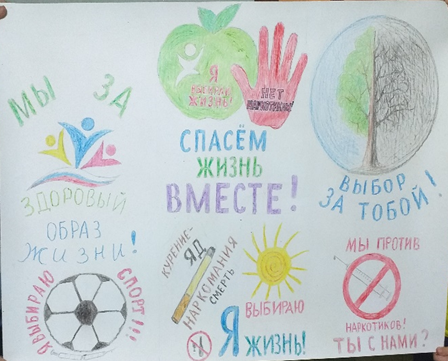 МЫ ЗА
ЗДОРОВЫЙ
ОБРАЗ
ЖИЗНИ!
Я
ВЫБИРАЮ
ЖИЗНЬ!
НЕТ
НАРКОТИКАМ!
СПАСЁМ
ЖИЗНЬ
ВМЕСТЕ!
ВЫБОР
ЗА ТОБОЙ!
Я ВЫБИРАЮ СПОРТ!!!
КУРЕНИЕ-
ЯД
НАРКОМАНИЯ
СМЕРТЬ
Я ВЫБИРАЮ
ЖИЗНЬ!
МЫ ПРОТИВ
НАРКОТИКОВ!
ТЫ С НАМИ?